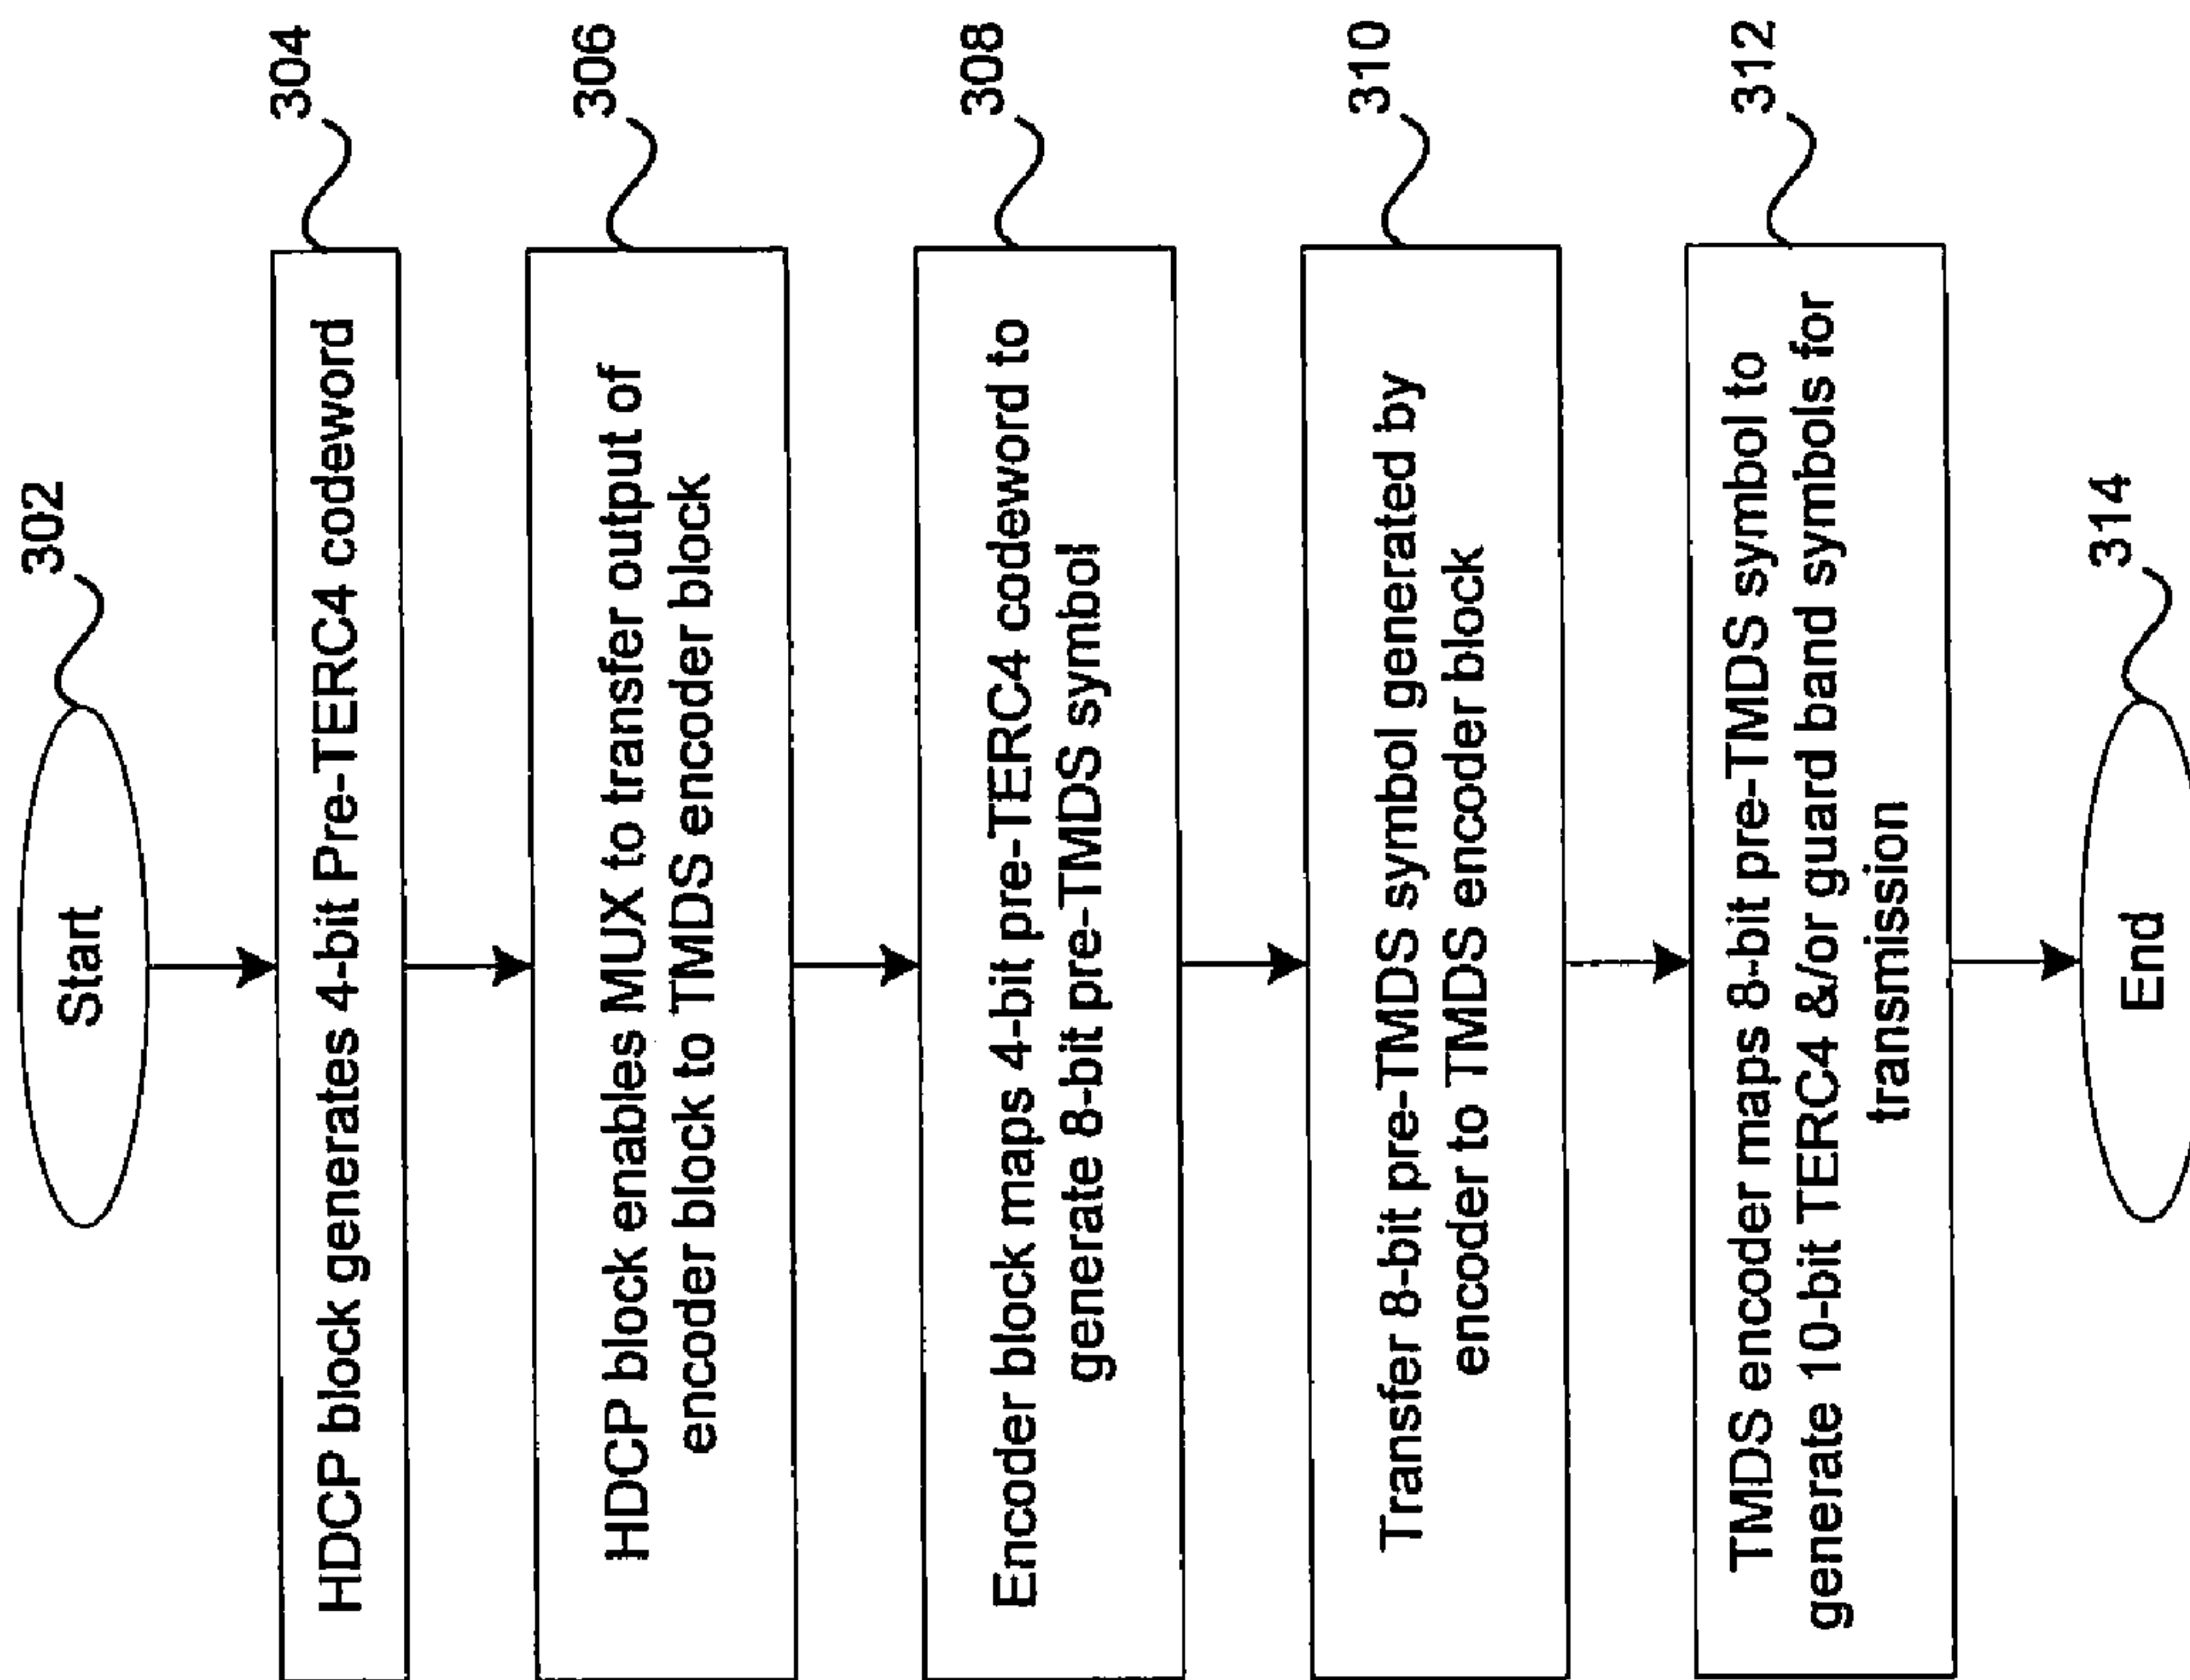 302
Start
304
HDCP block generates 4-bit Pre-TERC4 codeword
306
HDCP block enables MUX to transfer output of
encoder block to TMDS encoder block
308
Encoder block maps 4-bit pre-TERC4 codeword to
generate 8-bit pre-TMDS symbol
310
Transfer 8-bit pre-TMDS symbol generated by
encoder to TMDS encoder block
312
TMDS encoder maps 8-bit pre-TMDS symbol to
generate 10-bit TERC4 &/or guard band symbols for
transmission
314
End